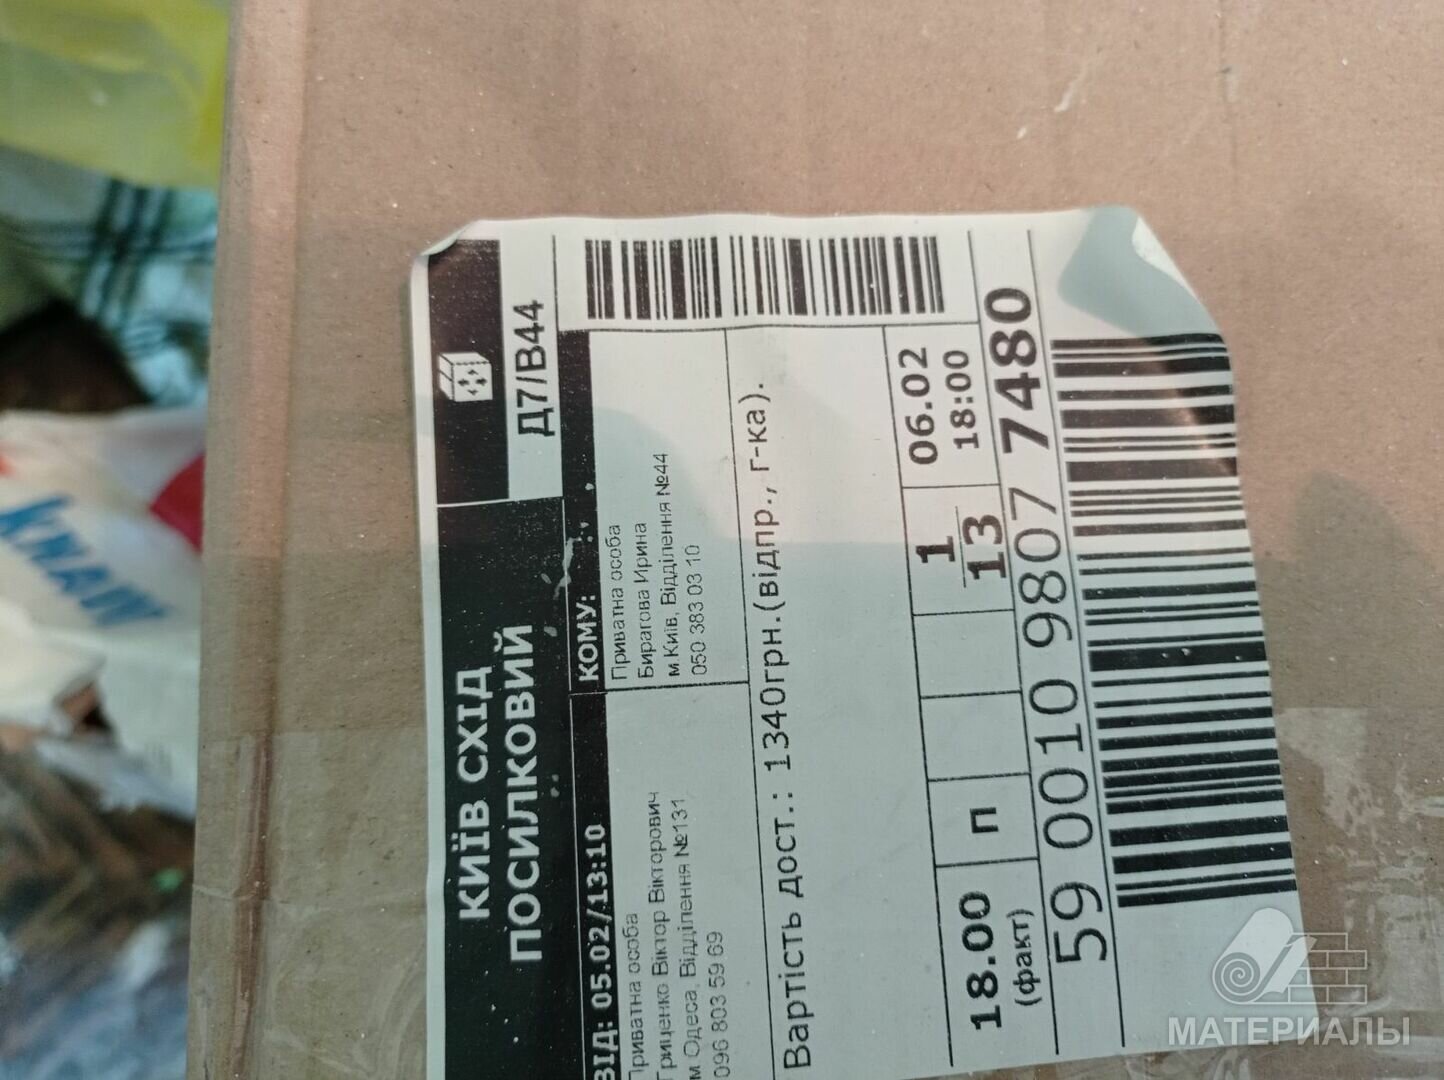 КИЇВ СХІД
ПОСИЛКОВИЙ
Д7/В44
ВІД: 05.02/13:10
Приватна особа
Гриценко Віктор Вікторович
м.Одеса, Відділення №131
096 803 59 69
КОМУ:
Приватна особа
Бирагова Ирина
м.Київ, Відділення №44
050 383 03 10
Вартість дост.: 1340грн.(відпр., г-ка).
18.00
(факт)
П
1
13
06.02
18:00
59 0010 9807 7480
KNAUF
МАТЕРИАЛЫ